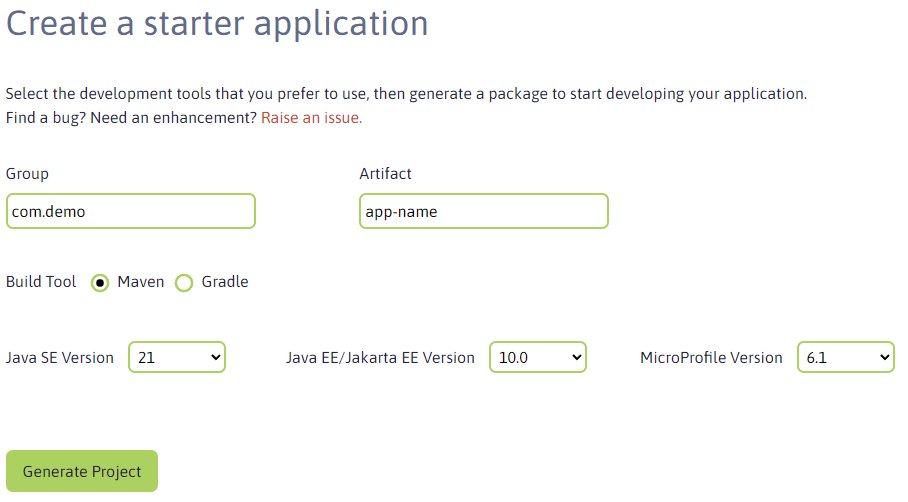 Create a starter application
Select the development tools that you prefer to use, then generate a package to start developing your application.
Find a bug? Need an enhancement? Raise an issue.
Group Artifact
com.demo app-name
Build Tool Maven Gradle
Java SE Version 21 Java EE/Jakarta EE Version 10.0 MicroProfile Version 6.1
Generate Project